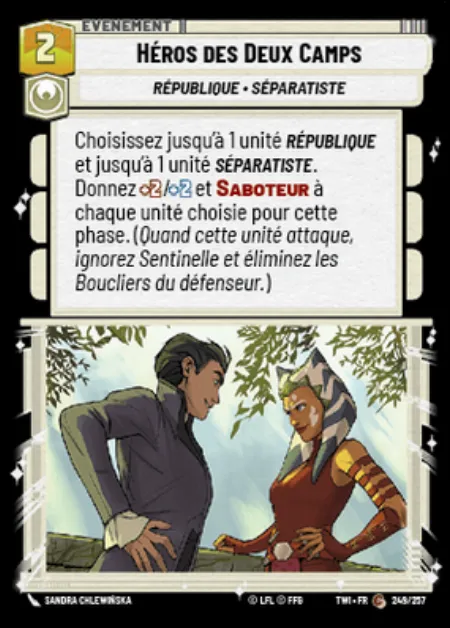 ÉVÉNEMENT
2
HÉROS DES DEUX CAMPS
RÉPUBLIQUE • SÉPARATISTE
Choisissez jusqu'à 1 unité RÉPUBLIQUE
et jusqu'à 1 unité SÉPARATISTE.
Donnez +2/+2 et SABOTEUR à
chaque unité choisie pour cette
phase. (Quand cette unité attaque,
ignorez Sentinelle et éliminez les
Boucliers du défenseur.)
SANDRA CHLEWIŃSKA
© LFL © FFG
TWI • FR C 249/257